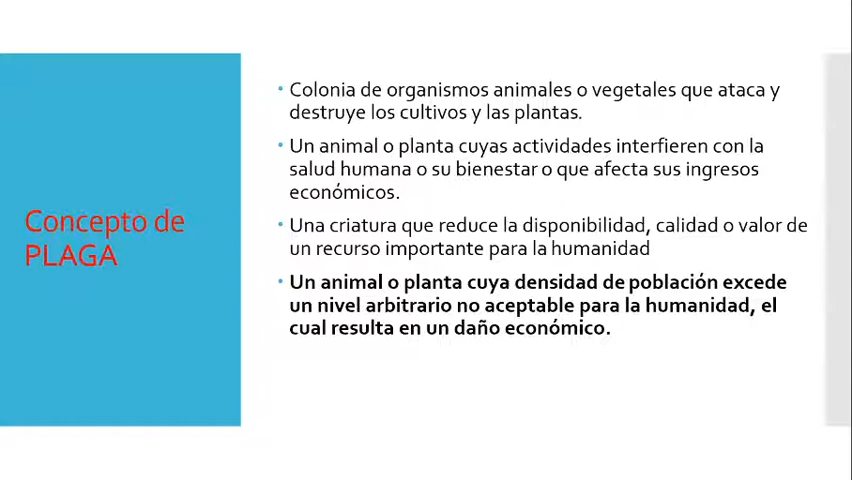 Concepto de
PLAGA
• Colonia de organismos animales o vegetales que ataca y
destruye los cultivos y las plantas.
• Un animal o planta cuyas actividades interfieren con la
salud humana o su bienestar o que afecta sus ingresos
económicos.
• Una criatura que reduce la disponibilidad, calidad o valor de
un recurso importante para la humanidad
• Un animal o planta cuya densidad de población excede
un nivel arbitrario no aceptable para la humanidad, el
cual resulta en un daño económico.